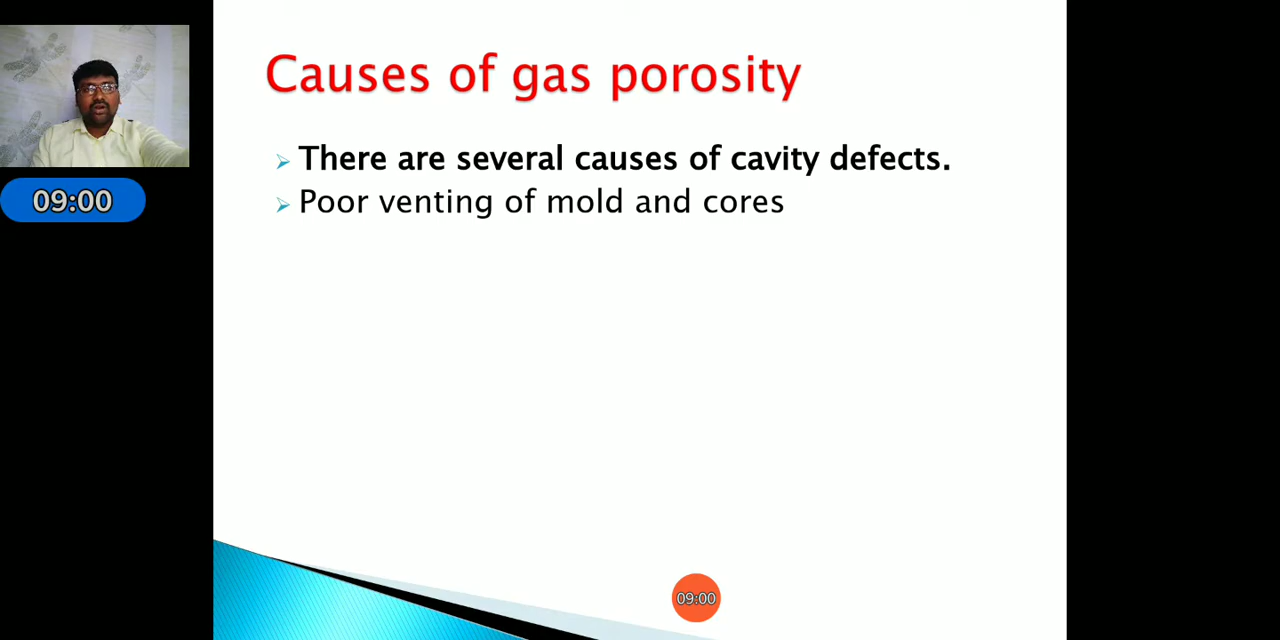 Causes of gas porosity
There are several causes of cavity defects.
09:00
Poor venting of mold and cores
09:00